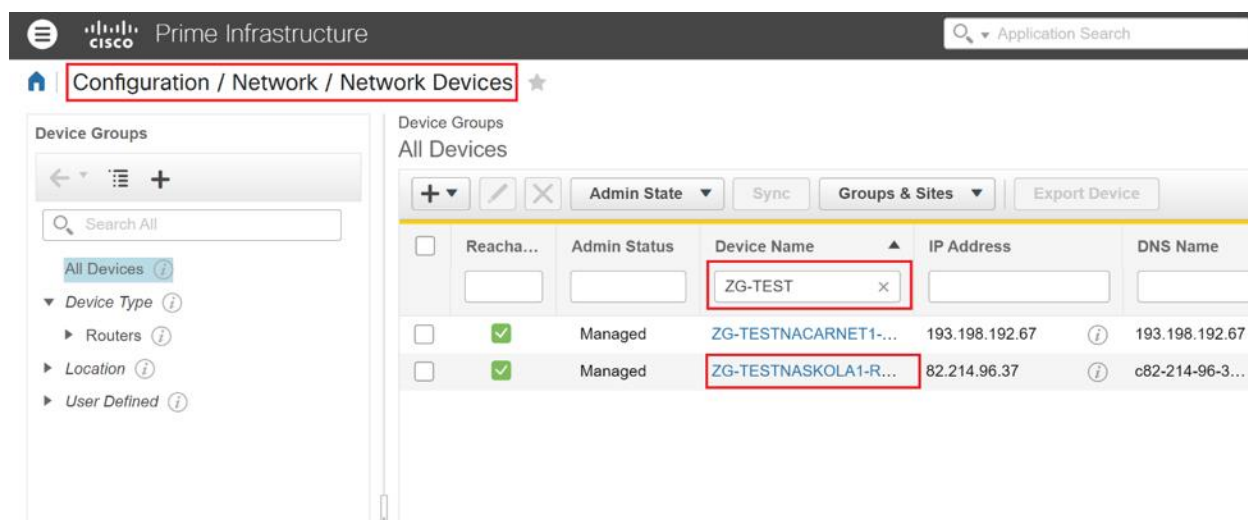 CISCO Prime Infrastructure
Application Search
Configuration / Network / Network Devices
Device Groups
Search All
All Devices
Device Type
Routers
Location
User Defined
Device Groups
All Devices
Admin State Sync Groups & Sites Export Device
Reacha... Admin Status Device Name IP Address DNS Name
ZG-TEST
Managed ZG-TESTNACARNET1-... 193.198.192.67 193.198.192.67
Managed ZG-TESTNASKOLA1-R... 82.214.96.37 c82-214-96-3...